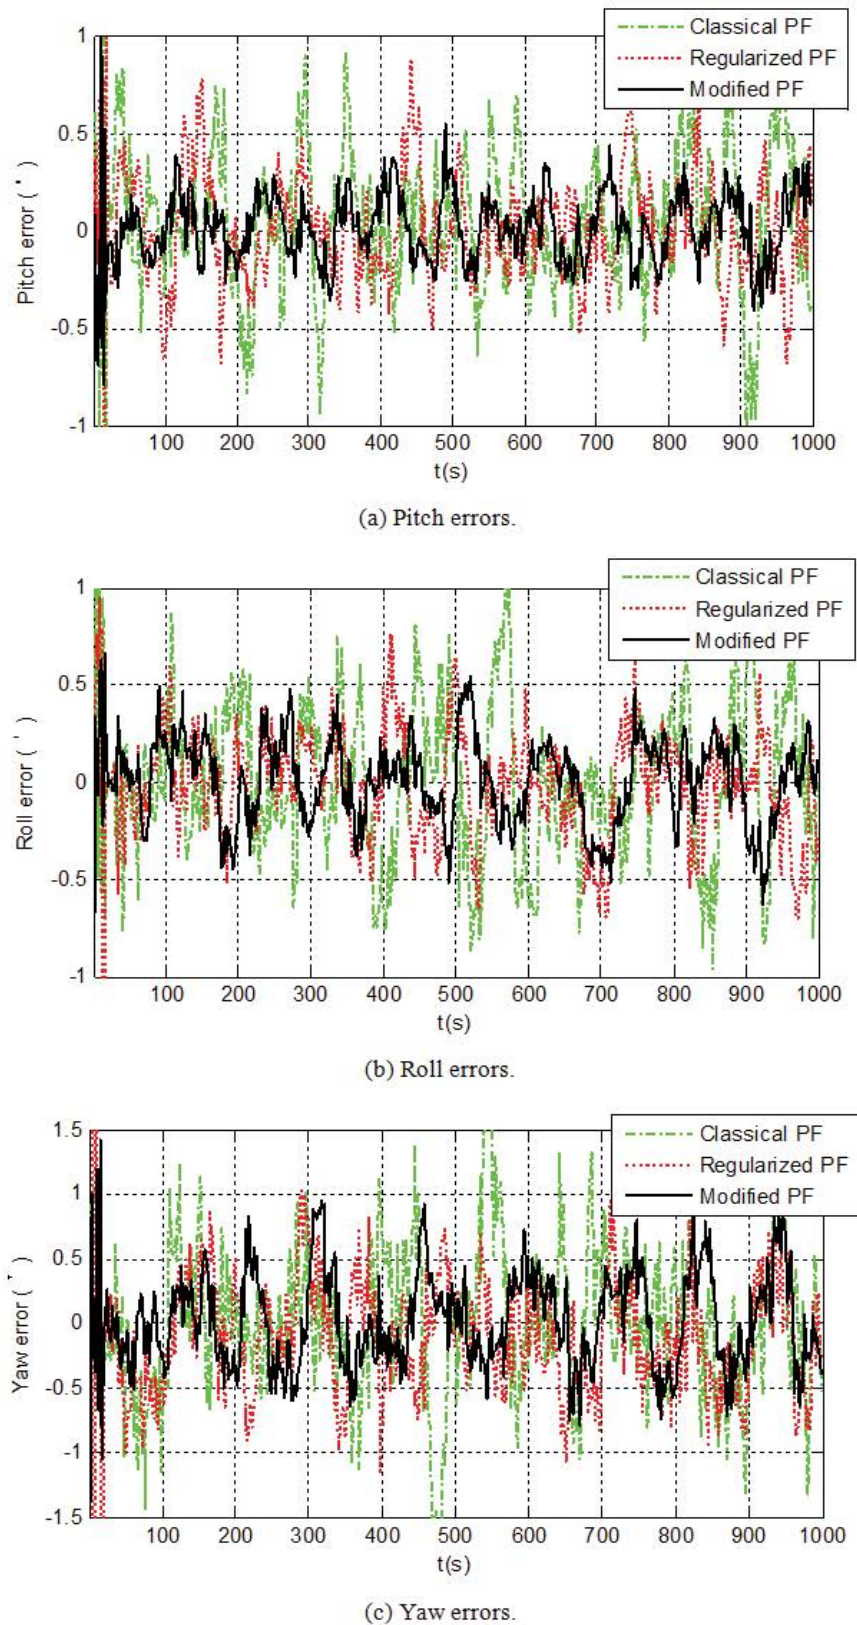 1
0.5
0
-0.5
-1
Pitch error ( ' )
Classical PF
Regularized PF
Modified PF
100 200 300 400 500 600 700 800 900 1000
t(s)
(a) Pitch errors.
1
0.5
0
-0.5
-1
Roll error ( ' )
Classical PF
Regularized PF
Modified PF
100 200 300 400 500 600 700 800 900 1000
t(s)
(b) Roll errors.
1.5
1
0.5
0
-0.5
-1
-1.5
Yaw error ( ' )
Classical PF
Regularized PF
Modified PF
100 200 300 400 500 600 700 800 900 1000
t(s)
(c) Yaw errors.